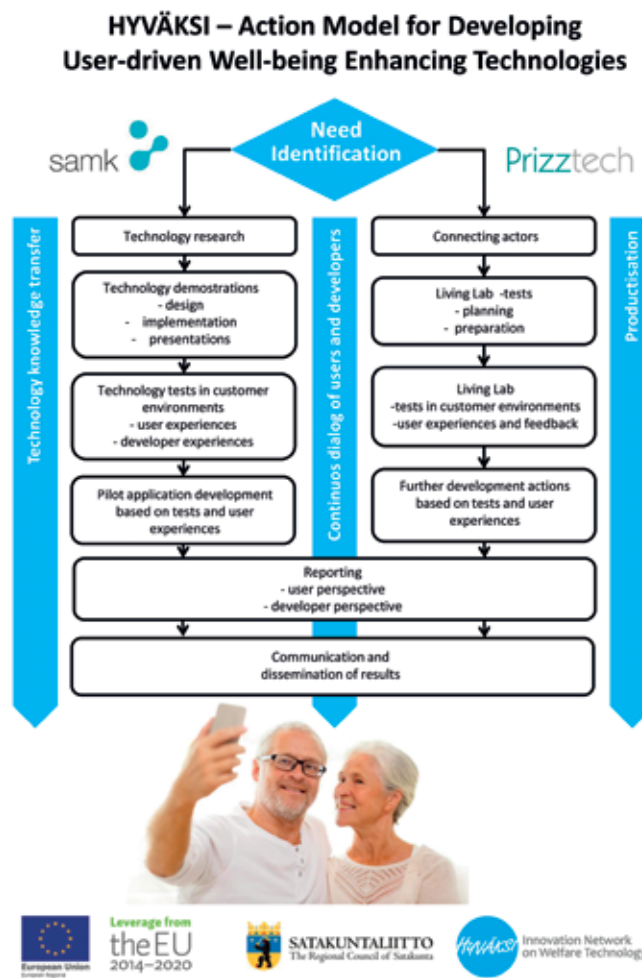 HYVÄKSI – Action Model for Developing
User-driven Well-being Enhancing Technologies
samk
Need
Identification
Prizztech
Technology knowledge transfer
Technology research
Technology demostrations
- design
- implementation
- presentations
Technology tests in customer
environments
- user experiences
- developer experiences
Pilot application development
based on tests and user
experiences
Continuos dialog of users and developers
Connecting actors
Living Lab -tests
- planning
- preparation
Living Lab
-tests in customer environments
-user experiences and feedback
Further development actions
based on tests and user
experiences
Productisation
Reporting
- user perspective
- developer perspective
Communication and
dissemination of results
European Union
European Regional
Leverage from
the EU
2014–2020
SATAKUNTALIITTO
The Regional Council of Satakunta
HYVÄKSI
Innovation Network
on Welfare Technolog